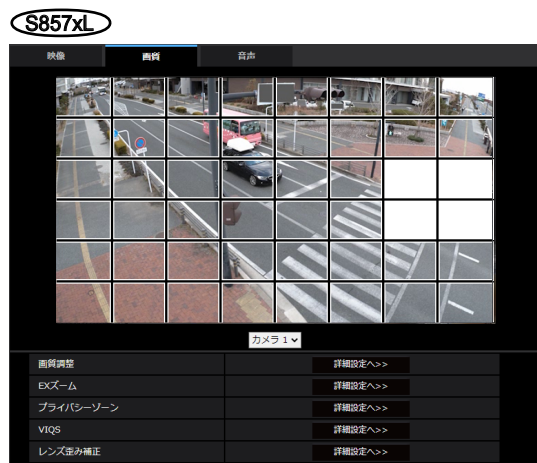 S857xL
映像 画質 音声
カメラ 1
画質調整 詳細設定へ>>
EXズーム 詳細設定へ>>
プライバシーゾーン 詳細設定へ>>
VIQS 詳細設定へ>>
レンズ歪み補正 詳細設定へ>>